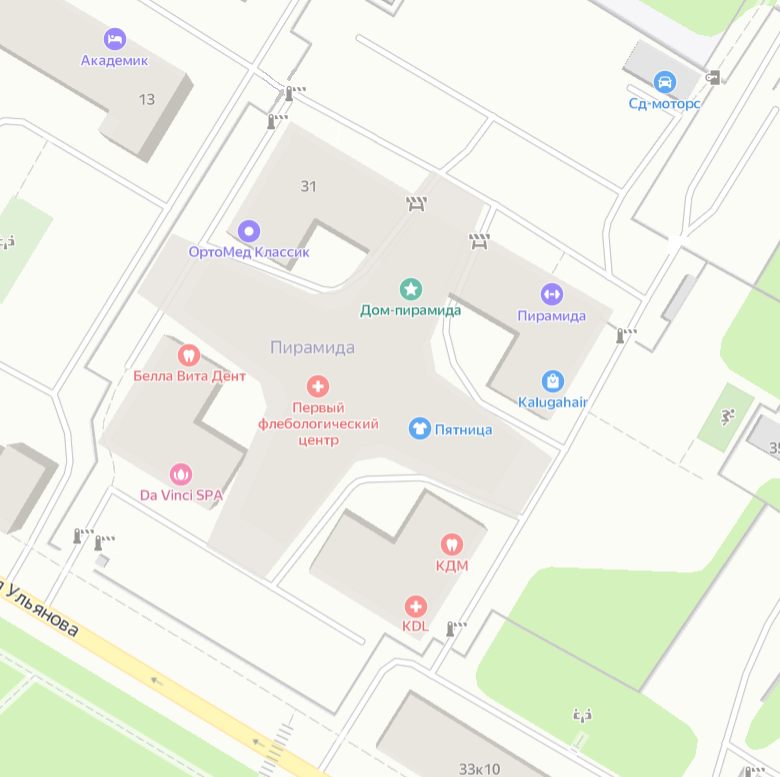 Академик
13
Сд-моторс
31
ОртоМед Классик
Дом-пирамида
Пирамида
Пирамида
Белла Вита Дент
Kalugahair
Первый
флебологический
центр
Пятница
Da Vinci SPA
КДМ
KDL
Ульянова
33к10